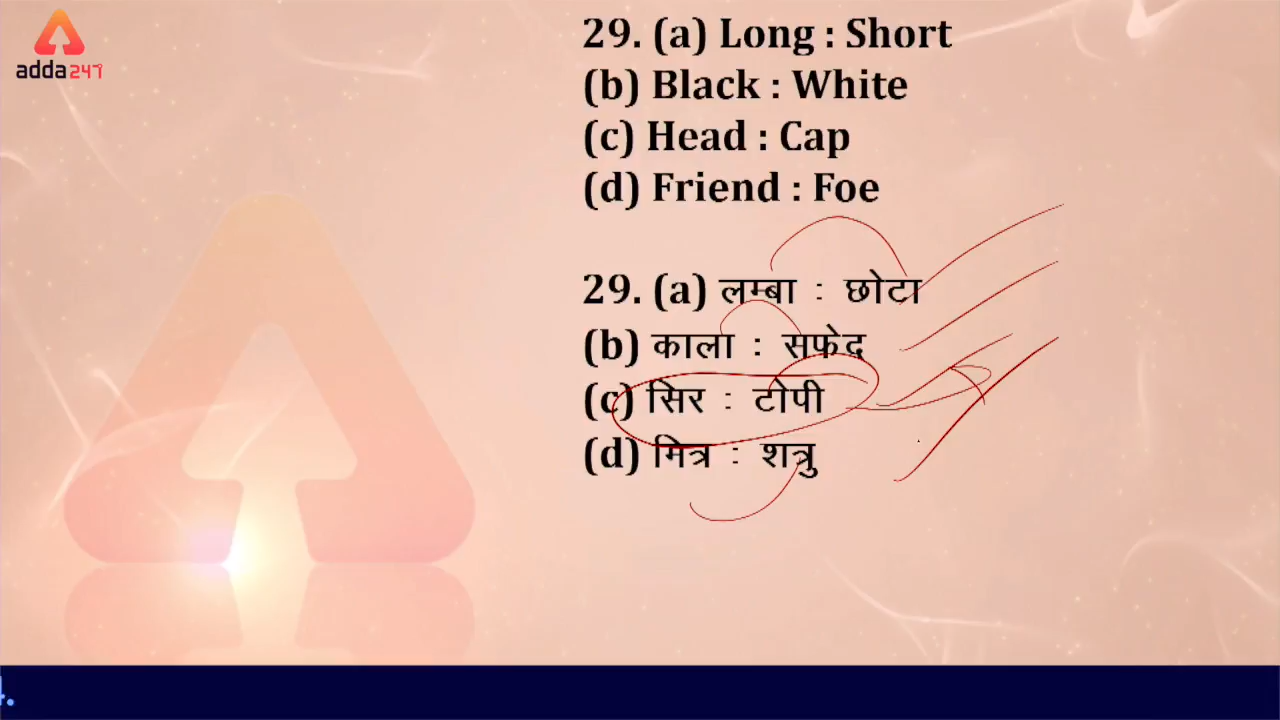 adda247
29. (a) Long : Short
(b) Black : White
(c) Head : Cap
(d) Friend : Foe
29. (a) लम्बा : छोटा
(b) काला : सफेद
(c) सिर : टोपी
(d) मित्र : शत्रु